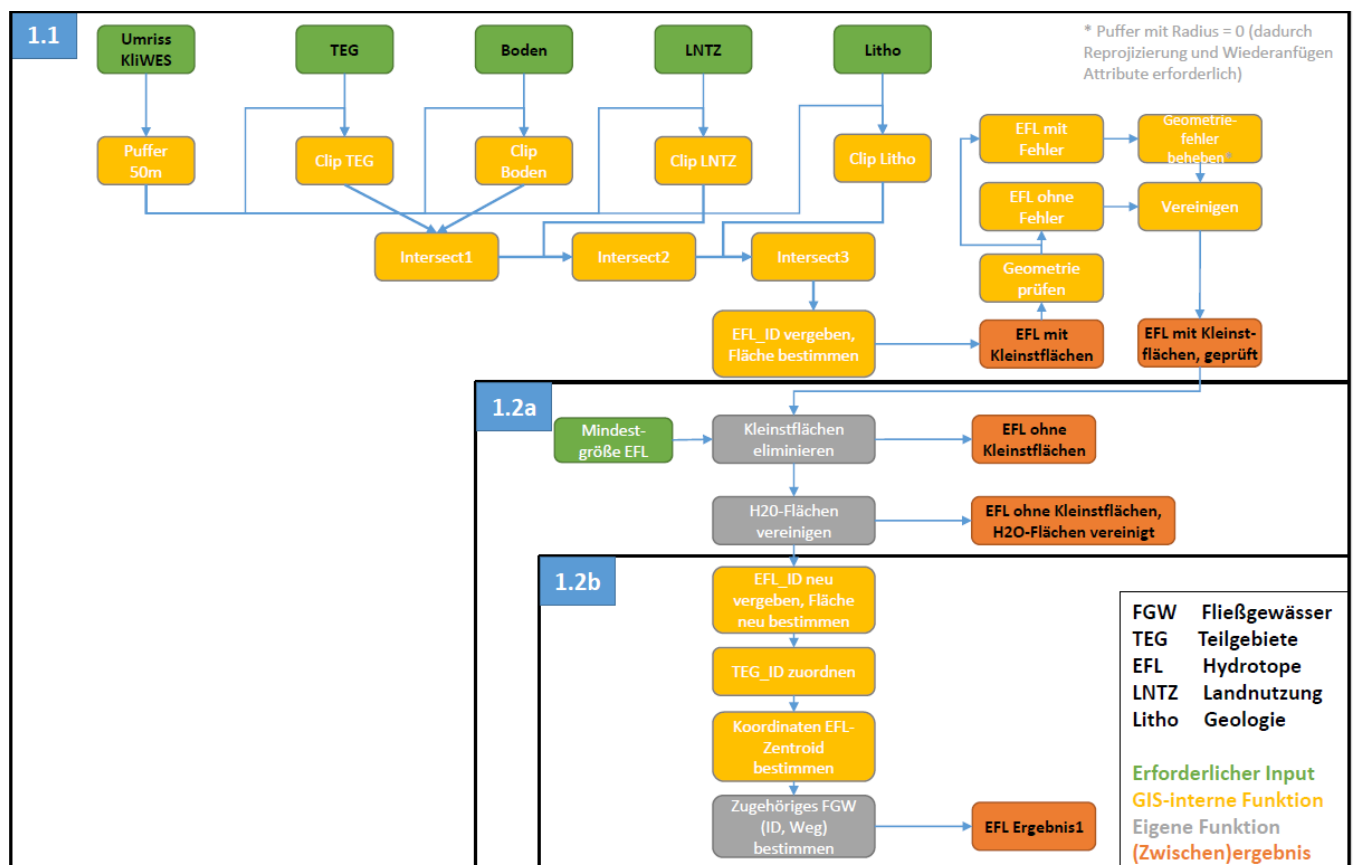 1.1
Umriss
KliWES
TEG
Boden
LNTZ
Litho
* Puffer mit Radius = 0 (dadurch
Reprojizierung und Wiederanfügen
Attribute erforderlich)
Puffer
50m
Clip TEG
Clip
Boden
Clip LNTZ
Clip Litho
EFL mit
Fehler
Geometrie-
fehler
beheben*
EFL ohne
Fehler
Vereinigen
Intersect1
Intersect2
Intersect3
Geometrie
prüfen
EFL_ID vergeben,
Fläche bestimmen
EFL mit
Kleinstflächen
EFL mit Kleinst-
flächen, geprüft
1.2a
Mindest-
größe EFL
Kleinstflächen
eliminieren
EFL ohne
Kleinstflächen
H20-Flächen
vereinigen
EFL ohne Kleinstflächen,
H2O-Flächen vereinigt
1.2b
EFL_ID neu
vergeben, Fläche
neu bestimmen
TEG_ID zuordnen
Koordinaten EFL-
Zentroid
bestimmen
Zugehöriges FGW
(ID, Weg)
bestimmen
EFL Ergebnis1
FGW Fließgewässer
TEG Teilgebiete
EFL Hydrotope
LNTZ Landnutzung
Litho Geologie
Erforderlicher Input
GIS-interne Funktion
Eigene Funktion
(Zwischen)ergebnis